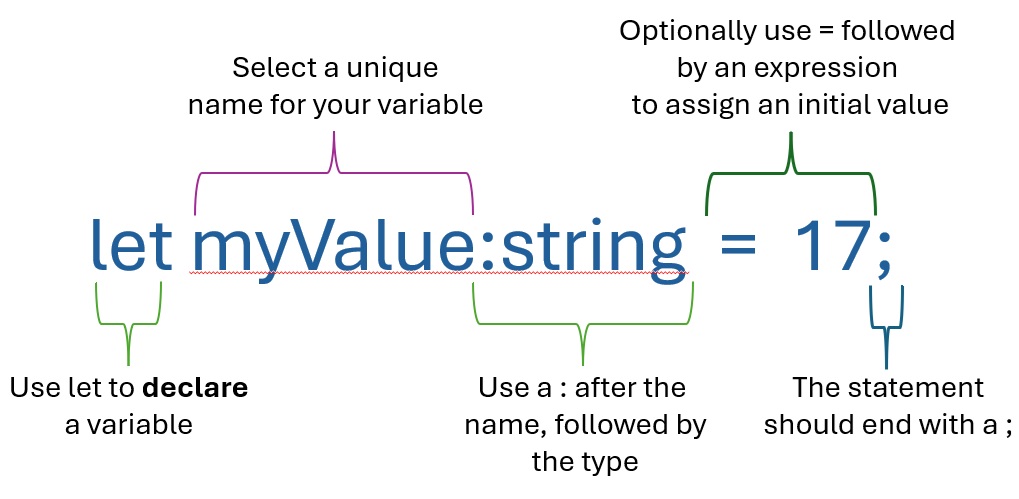 Optionally use = followed
by an expression
to assign an initial value
Select a unique
name for your variable
let myValue:string = 17;
Use let to declare
a variable
Use a : after the
name, followed by
the type
The statement
should end with a ;